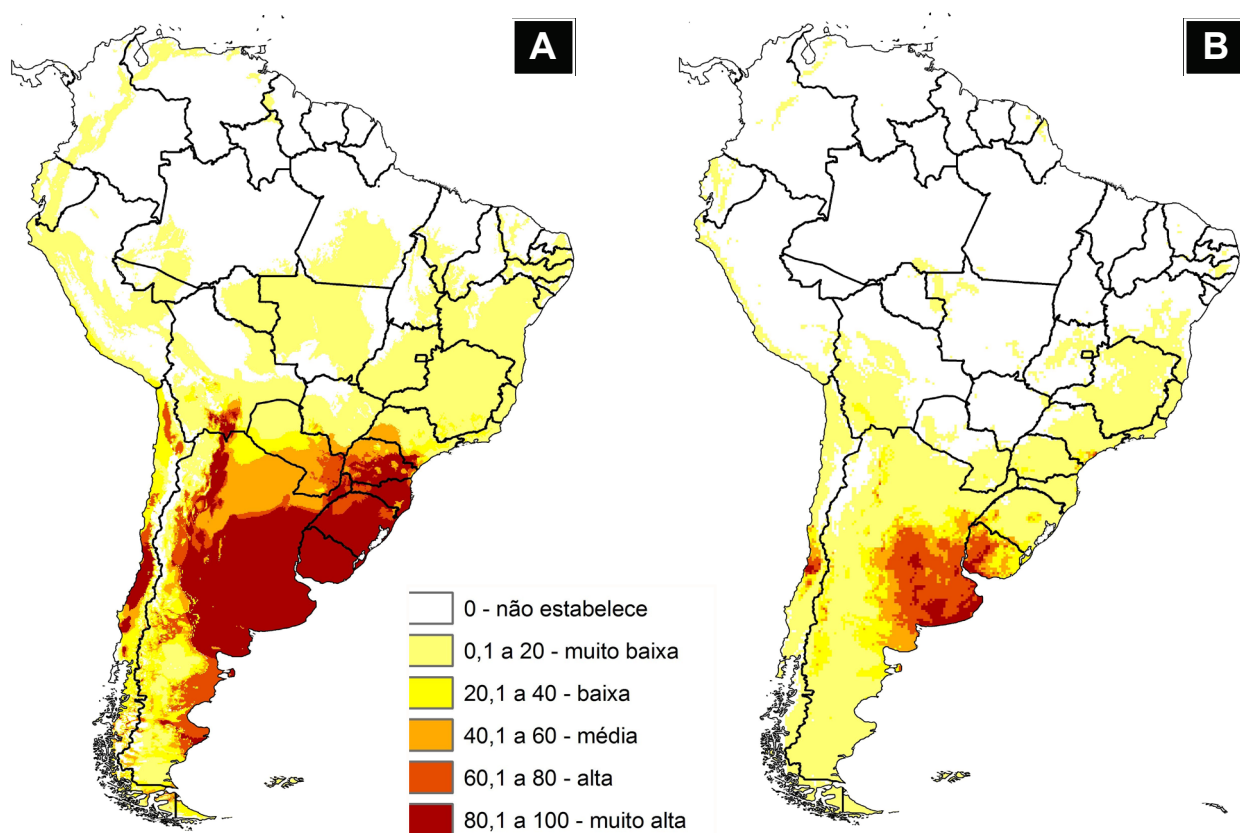 A
B
0 - não estabelece
0,1 a 20 - muito baixa
20,1 a 40 - baixa
40,1 a 60 - média
60,1 a 80 - alta
80,1 a 100 - muito alta